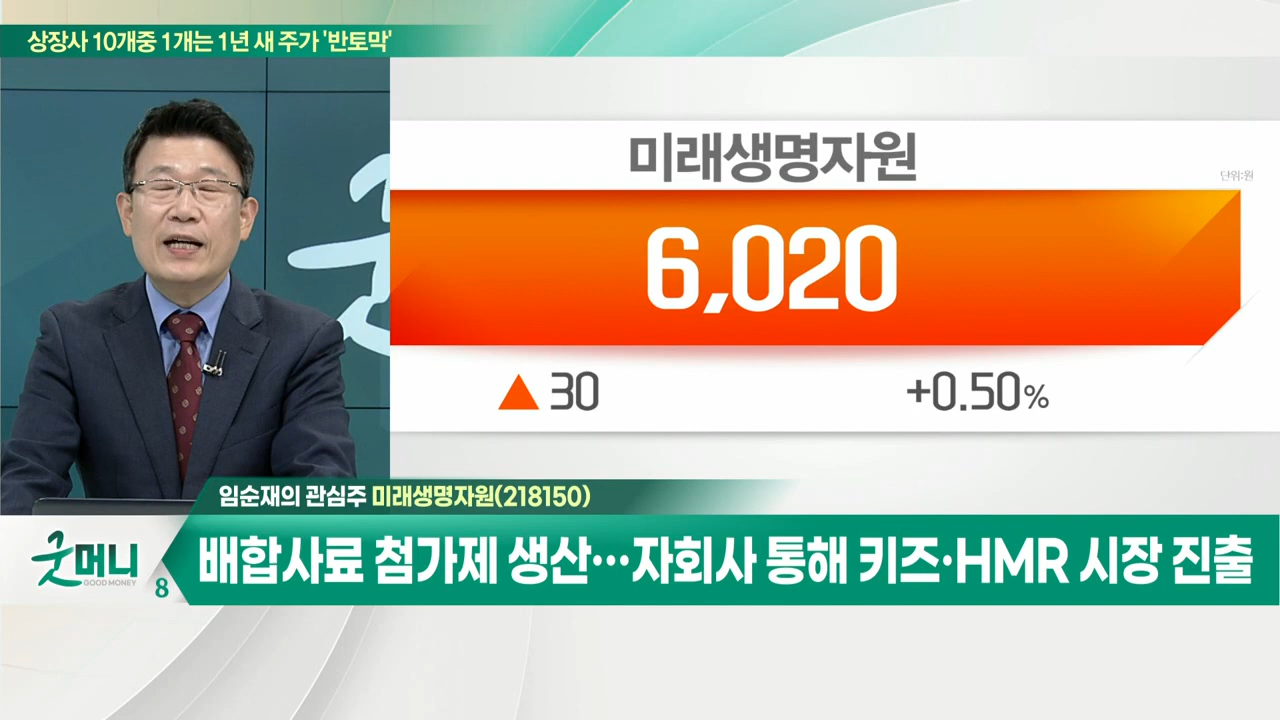 상장사 10개중 1개는 1년 새 주가 '반토막'
미래생명자원
단위:원
6,020
▲ 30
+0.50%
임순재의 관심주 미래생명자원(218150)
굿머니
GOOD MONEY
8
배합사료 첨가제 생산…자회사 통해 키즈·HMR 시장 진출